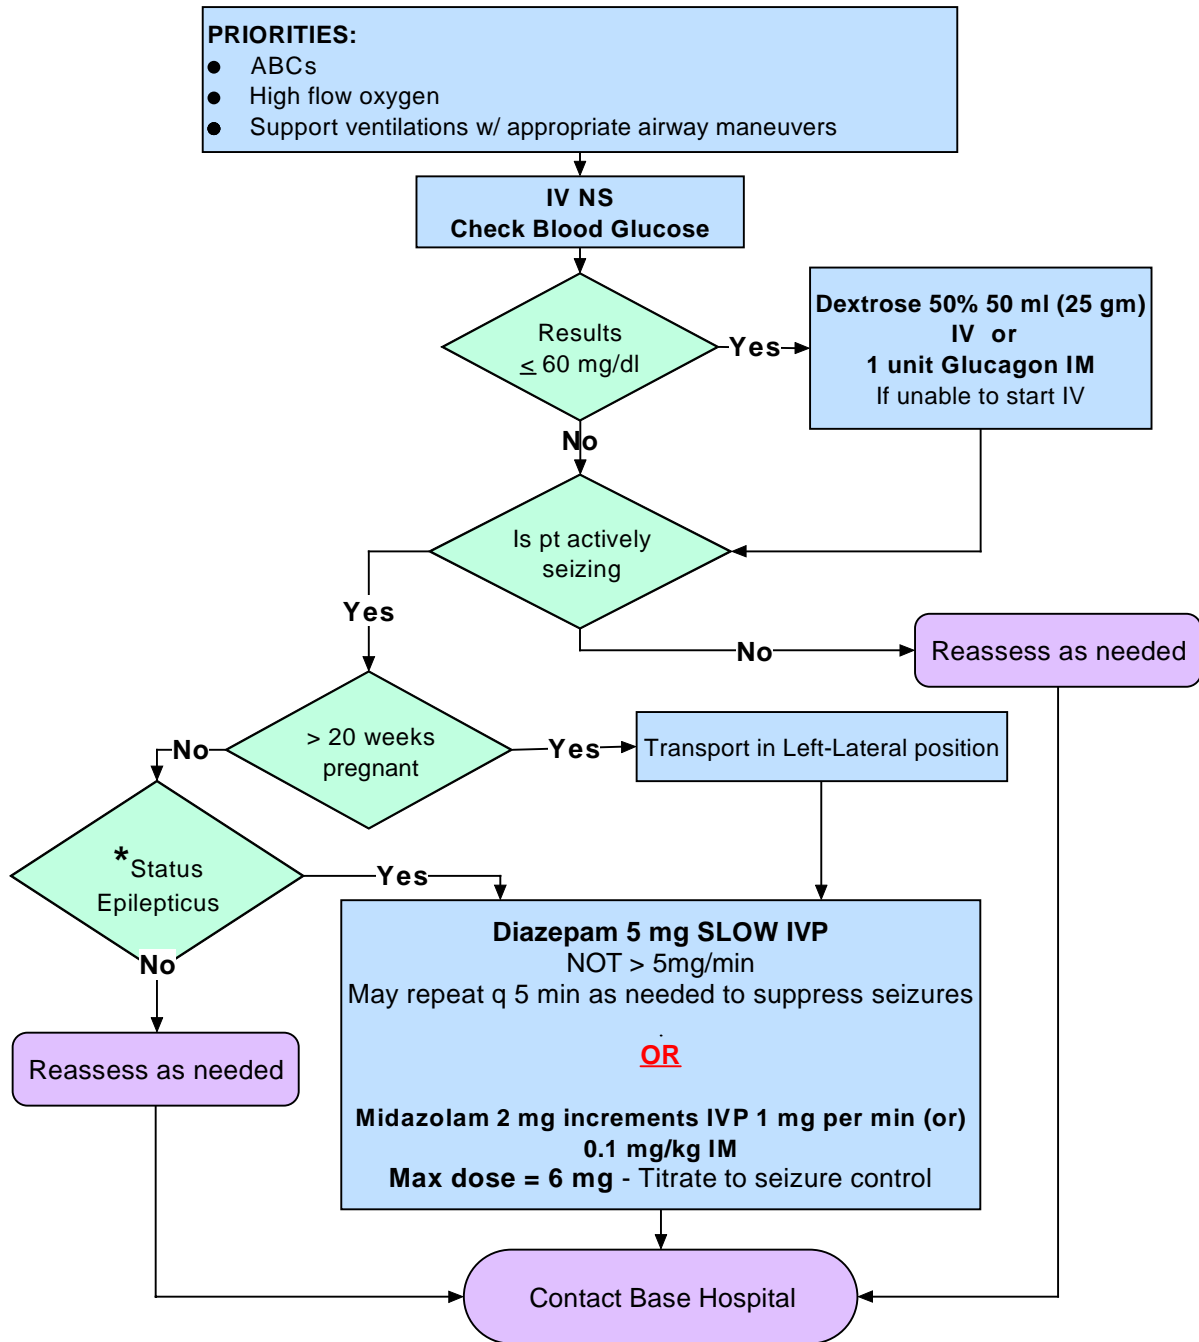 PRIORITIES:
● ABCs
● High flow oxygen
● Support ventilations w/ appropriate airway maneuvers
IV NS
Check Blood Glucose
Results
≤ 60 mg/dl
Yes
Dextrose 50% 50 ml (25 gm)
IV or
1 unit Glucagon IM
If unable to start IV
No
Is pt actively
seizing
Yes
No
Reassess as needed
> 20 weeks
pregnant
No
Yes
Transport in Left-Lateral position
*Status
Epilepticus
Yes
No
Reassess as needed
Diazepam 5 mg SLOW IVP
NOT > 5mg/min
May repeat q 5 min as needed to suppress seizures
.
OR
Midazolam 2 mg increments IVP 1 mg per min (or)
0.1 mg/kg IM
Max dose = 6 mg - Titrate to seizure control
Contact Base Hospital